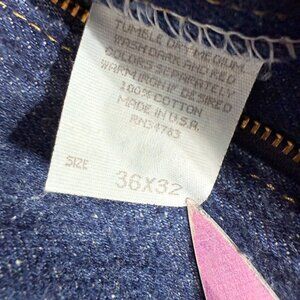 TUMBLE DRY MEDIUM
WASH DARK AND RED
COLORS SEPARATELY
WARM IRON IF DESIRED
100% COTTON
MADE IN U.S.A.
RN34763
SIZE 36X32